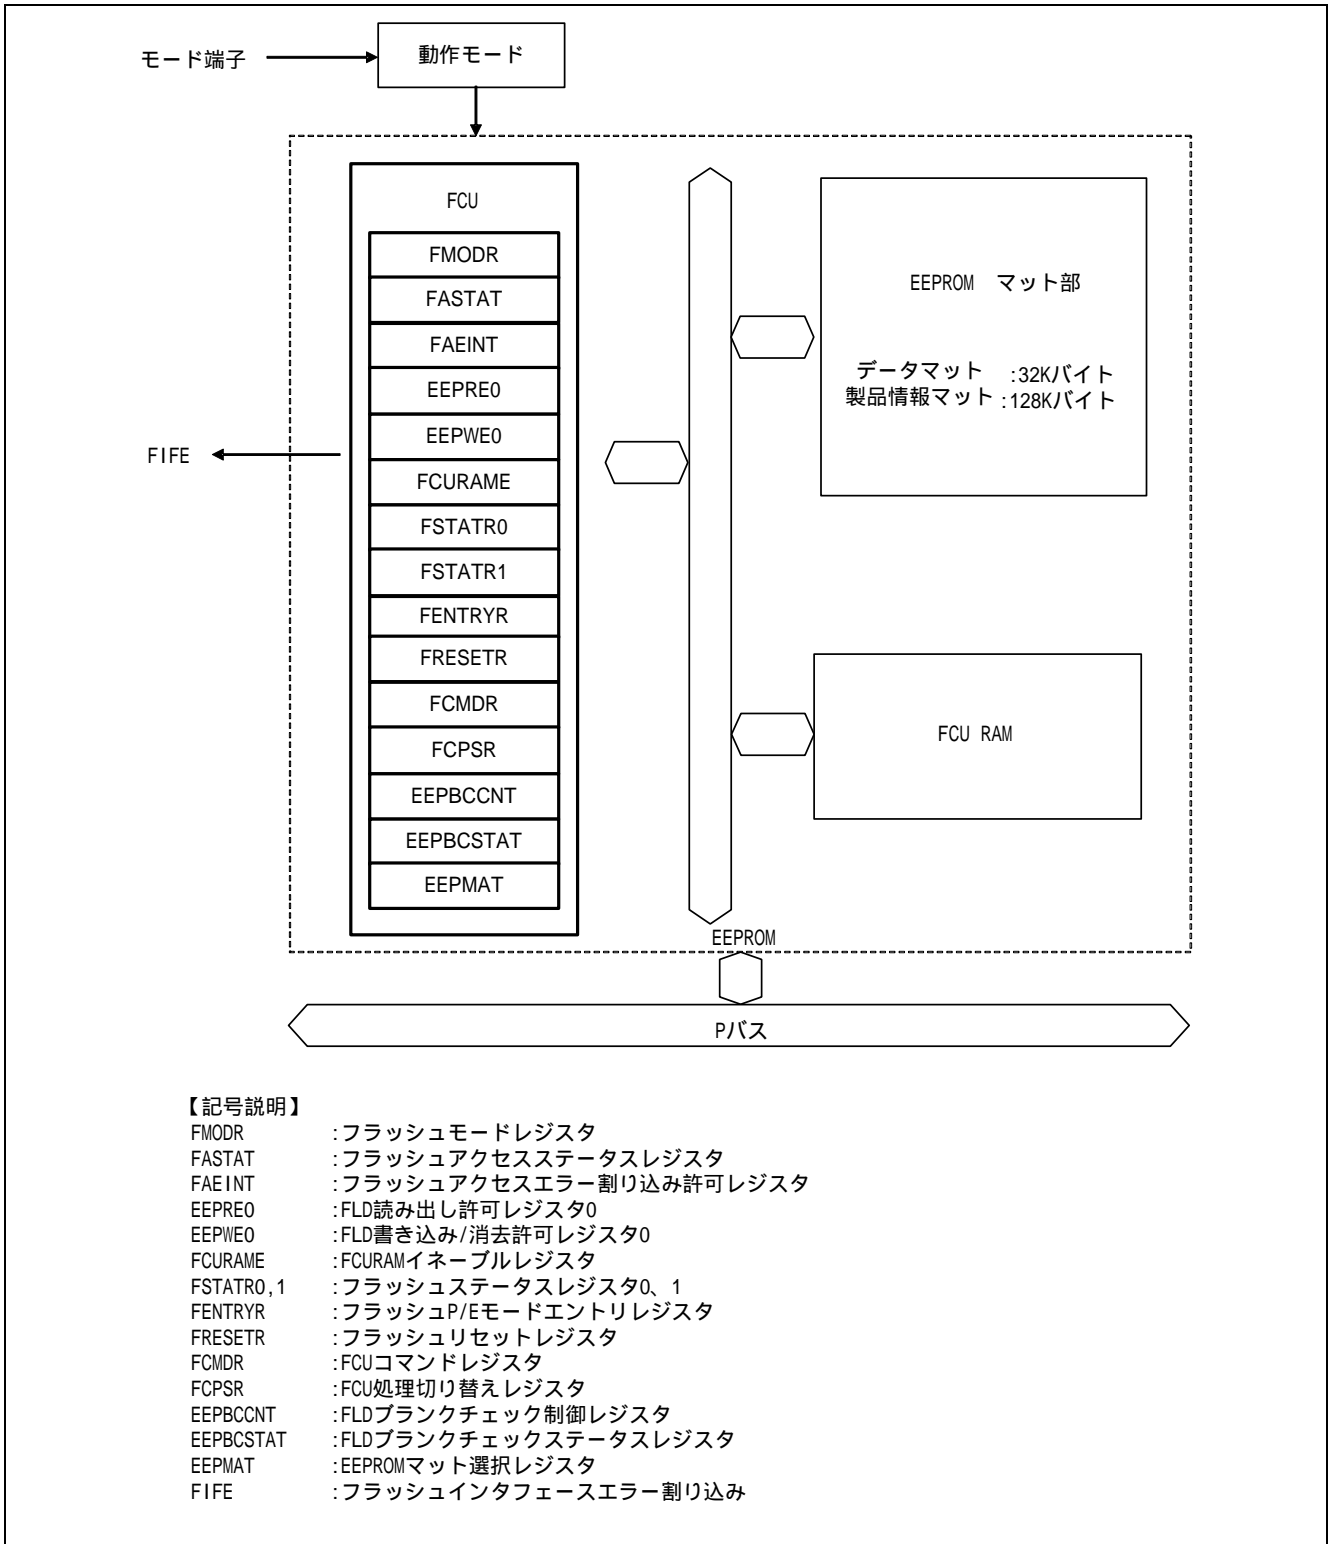 モード端子
動作モード
FCU
FMODR
FASTAT
FAEINT
EEPRE0
EEPWE0
FCURAME
FSTATR0
FSTATR1
FENTRYR
FRESETR
FCMDR
FCPSR
EEPBCCNT
EEPBCSTAT
EEPMAT
FIFE
EEPROM マット部
データマット :32Kバイト
製品情報マット :128Kバイト
FCU RAM
EEPROM
Pバス
【記号説明】
FMODR :フラッシュモードレジスタ
FASTAT :フラッシュアクセスステータスレジスタ
FAEINT :フラッシュアクセスエラー割り込み許可レジスタ
EEPRE0 :FLD読み出し許可レジスタ0
EEPWE0 :FLD書き込み/消去許可レジスタ0
FCURAME :FCURAMイネーブルレジスタ
FSTATR0,1 :フラッシュステータスレジスタ0、1
FENTRYR :フラッシュP/Eモードエントリレジスタ
FRESETR :フラッシュリセットレジスタ
FCMDR :FCUコマンドレジスタ
FCPSR :FCU処理切り替えレジスタ
EEPBCCNT :FLDブランクチェック制御レジスタ
EEPBCSTAT :FLDブランクチェックステータスレジスタ
EEPMAT :EEPROMマット選択レジスタ
FIFE :フラッシュインタフェースエラー割り込み